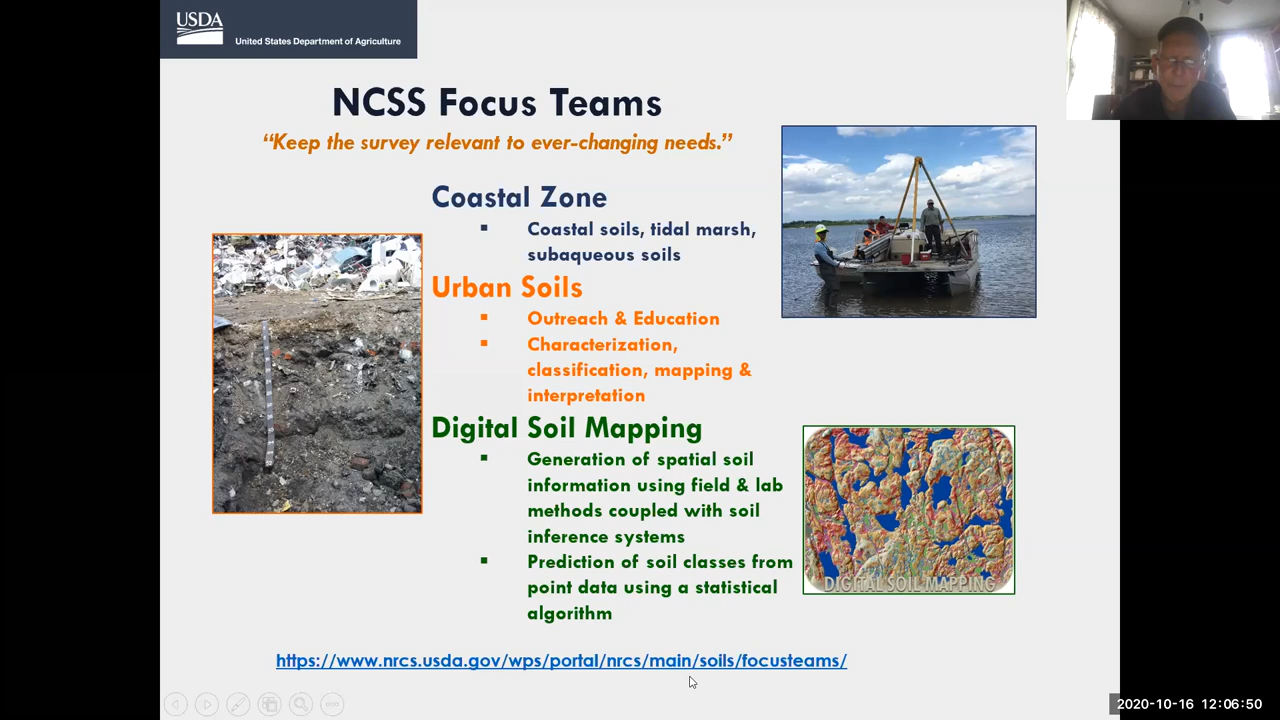 USDA
United States Department of Agriculture
NCSS Focus Teams
“Keep the survey relevant to ever-changing needs.”
Coastal Zone
▪ Coastal soils, tidal marsh,
subaqueous soils
Urban Soils
▪ Outreach & Education
▪ Characterization,
classification, mapping &
interpretation
Digital Soil Mapping
▪ Generation of spatial soil
information using field & lab
methods coupled with soil
inference systems
▪ Prediction of soil classes from
point data using a statistical
algorithm
DIGITAL SOIL MAPPING
https://www.nrcs.usda.gov/wps/portal/nrcs/main/soils/focusteams/
2020-10-16 12:06:50